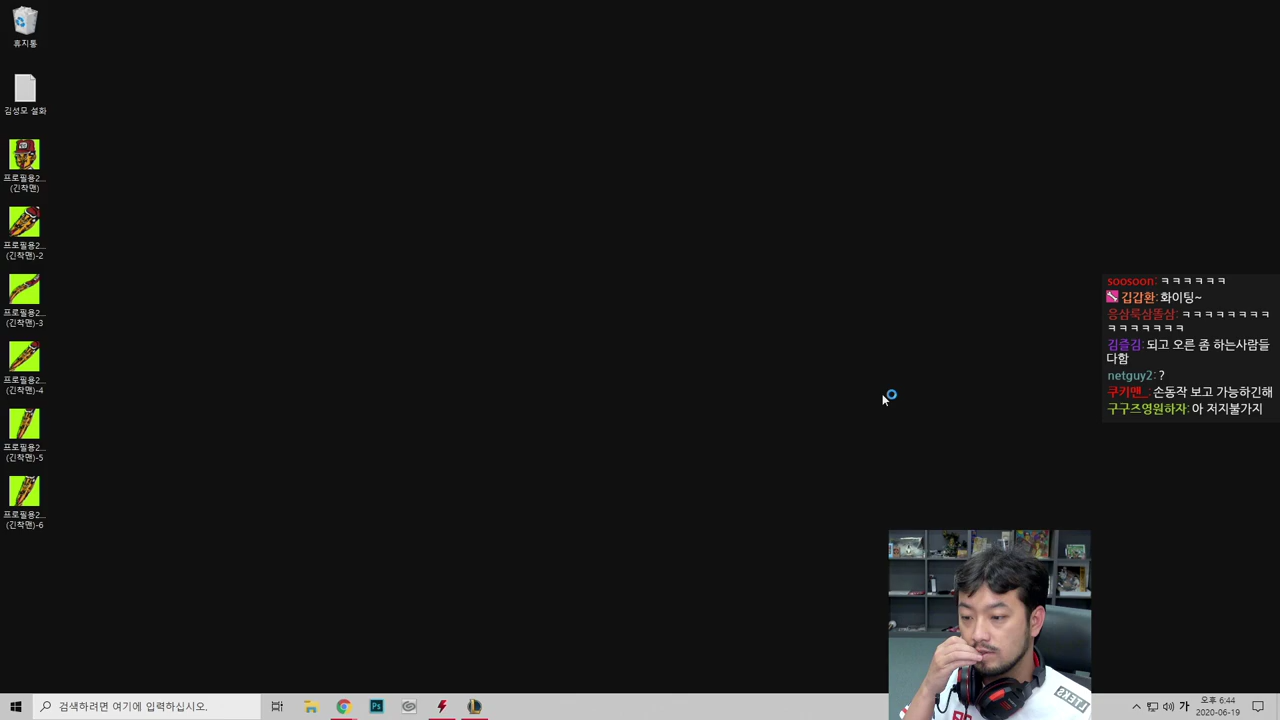 휴지통
김성모 설화
프로필용2...
(긴착맨)
프로필용2...
(긴착맨)-2
프로필용2...
(긴착맨)-3
프로필용2...
(긴착맨)-4
프로필용2...
(긴착맨)-5
프로필용2...
(긴착맨)-6
soosoon: ㅋㅋㅋㅋㅋㅋ
김갑환: 화이팅~
응삼룩삼똘삼: ㅋㅋㅋㅋㅋㅋㅋㅋ
ㅋㅋㅋㅋㅋㅋㅋ
김즐김: 되고 오른 좀 하는사람들
다함
netguy2: ?
쿠키맨_: 손동작 보고 가능하긴해
구구즈영원하자: 아 저지불가지
검색하려면 여기에 입력하십시오.
Ps
가
오후 6:44
2020-06-19